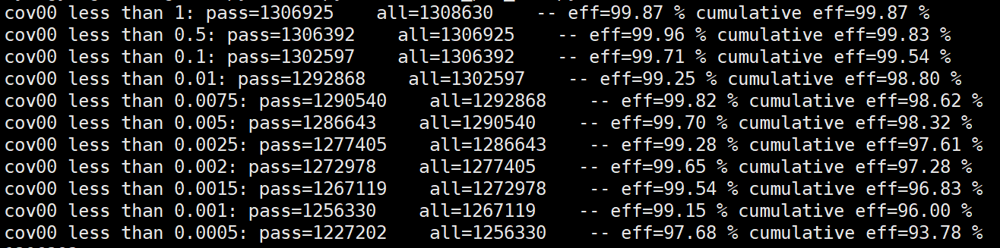 cov00 less than 1: pass=1306925 all=1308630 -- eff=99.87 % cumulative eff=99.87 %
cov00 less than 0.5: pass=1306392 all=1306925 -- eff=99.96 % cumulative eff=99.83 %
cov00 less than 0.1: pass=1302597 all=1306392 -- eff=99.71 % cumulative eff=99.54 %
cov00 less than 0.01: pass=1292868 all=1302597 -- eff=99.25 % cumulative eff=98.80 %
cov00 less than 0.0075: pass=1290540 all=1292868 -- eff=99.82 % cumulative eff=98.62 %
cov00 less than 0.005: pass=1286643 all=1290540 -- eff=99.70 % cumulative eff=98.32 %
cov00 less than 0.0025: pass=1277405 all=1286643 -- eff=99.28 % cumulative eff=97.61 %
cov00 less than 0.002: pass=1272978 all=1277405 -- eff=99.65 % cumulative eff=97.28 %
cov00 less than 0.0015: pass=1267119 all=1272978 -- eff=99.54 % cumulative eff=96.83 %
cov00 less than 0.001: pass=1256330 all=1267119 -- eff=99.15 % cumulative eff=96.00 %
cov00 less than 0.0005: pass=1227202 all=1256330 -- eff=97.68 % cumulative eff=93.78 %